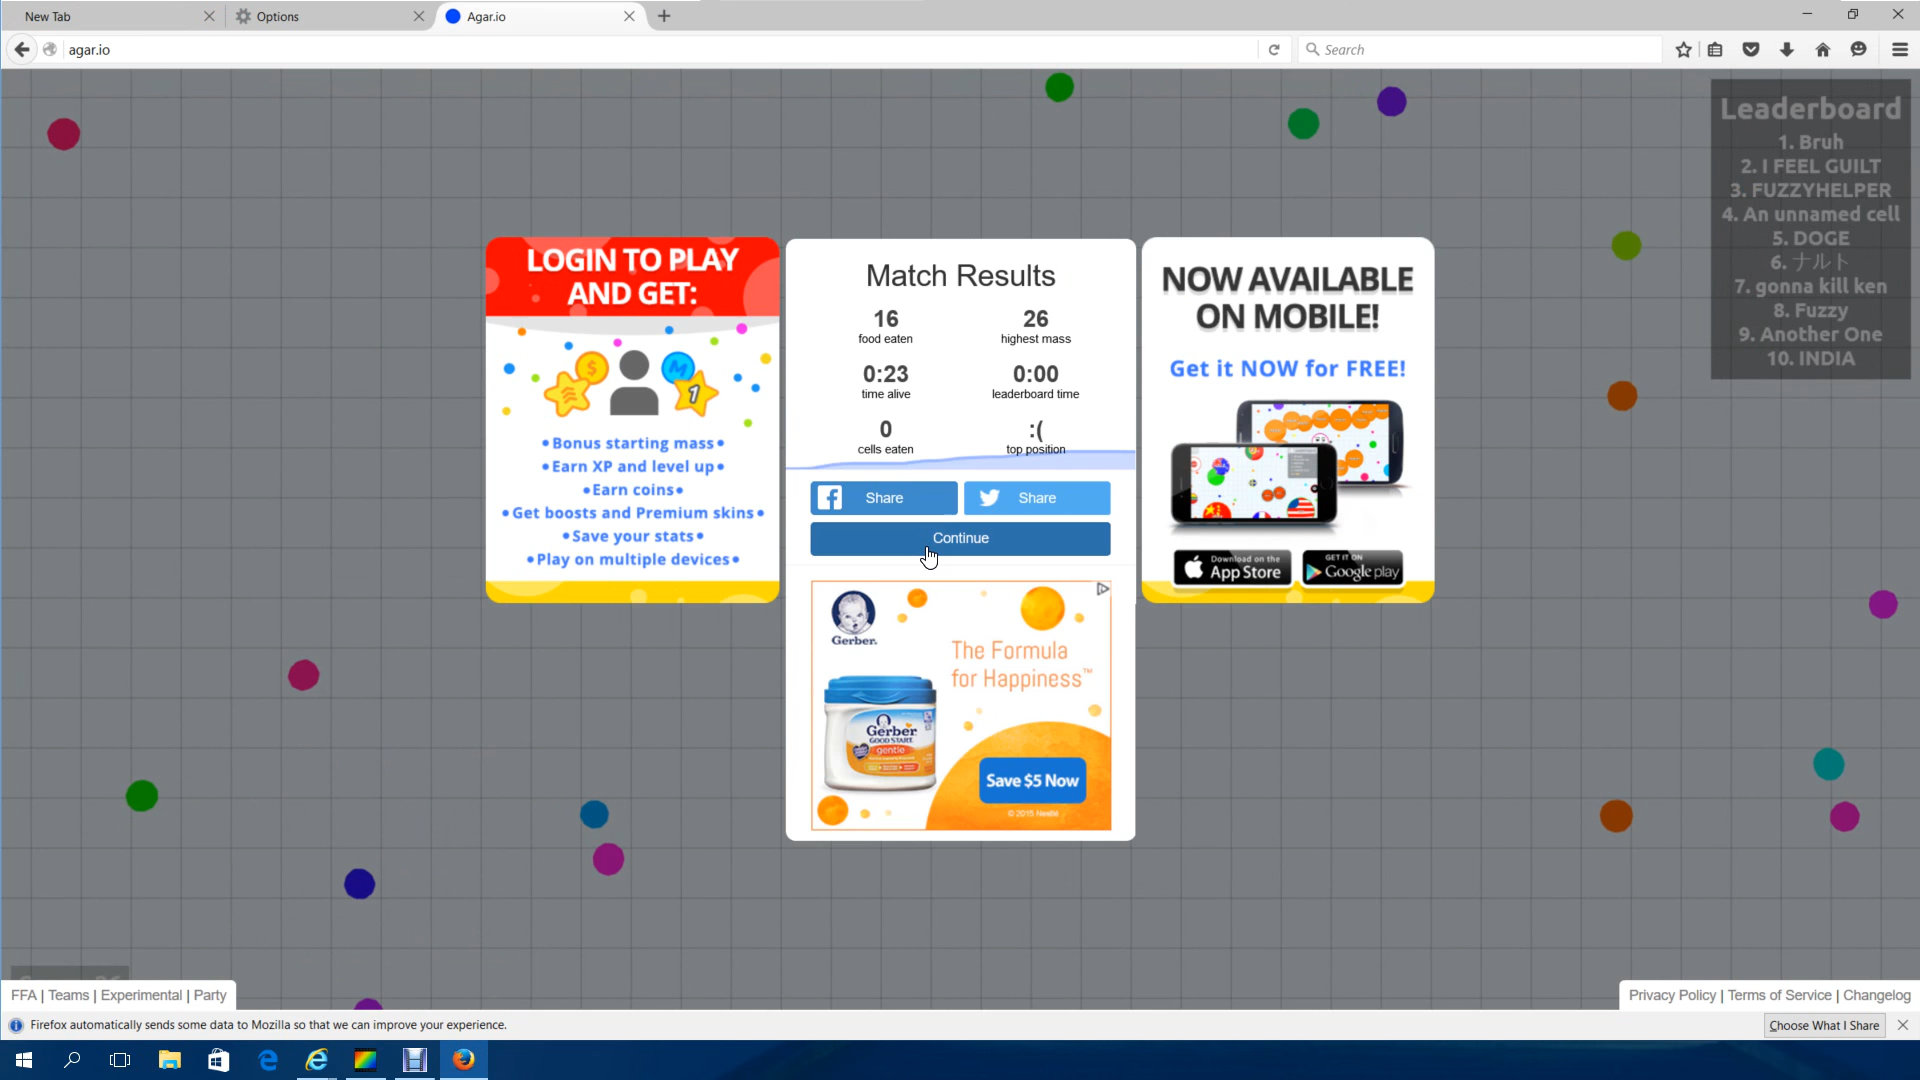 New Tab
Options
Agar.io
agar.io
Search
Leaderboard
1. Bruh
2. I FEEL GUILT
3. FUZZYHELPER
4. An unnamed cell
5. DOGE
6. ナルト
7. gonna kill ken
8. Fuzzy
9. Another One
10. INDIA
LOGIN TO PLAY
AND GET:
1
•Bonus starting mass•
•Earn XP and level up•
•Earn coins•
•Get boosts and Premium skins•
•Save your stats•
•Play on multiple devices•
Match Results
16
food eaten
26
highest mass
0:23
time alive
0:00
leaderboard time
0
cells eaten
:(
top position
Share
Share
Continue
Gerber.
The Formula
for Happiness™
Gerber
GOOD START
gentle
Save $5 Now
© 2015 Nestlé
NOW AVAILABLE
ON MOBILE!
Get it NOW for FREE!
Download on the
App Store
GET IT ON
Google play
FFA | Teams | Experimental | Party
Privacy Policy | Terms of Service | Changelog
Firefox automatically sends some data to Mozilla so that we can improve your experience.
Choose What I Share